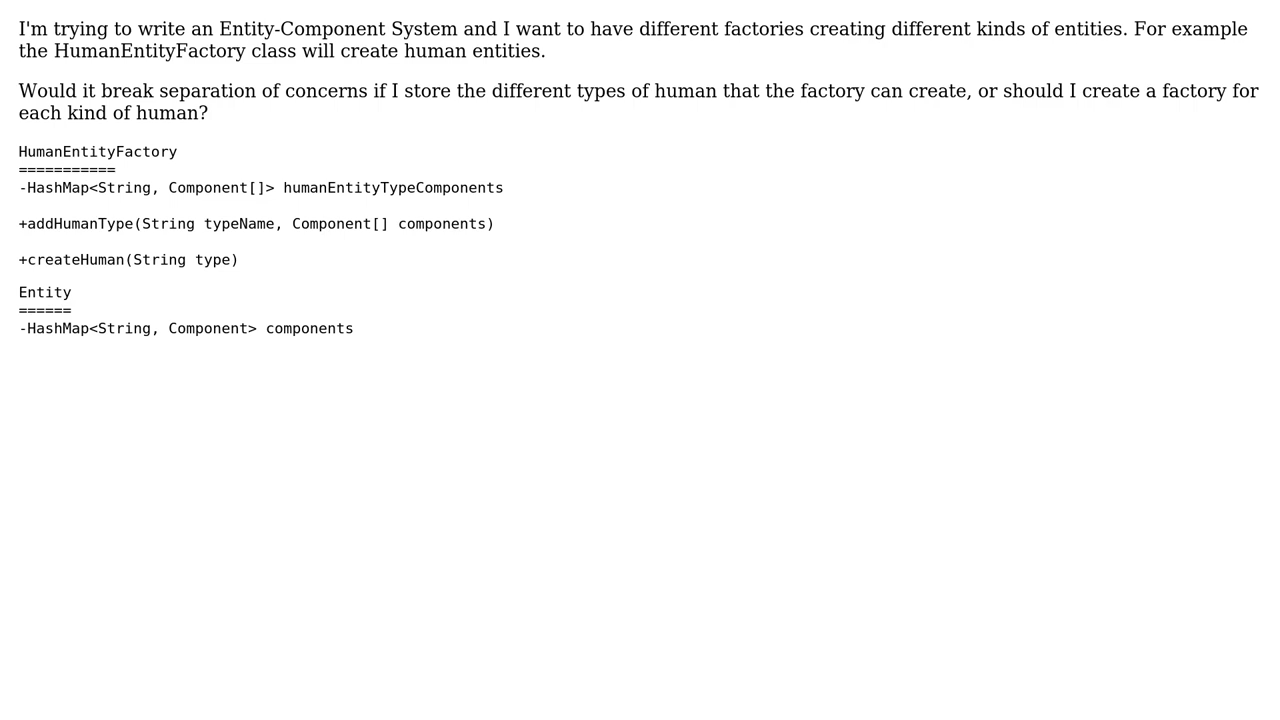 I'm trying to write an Entity-Component System and I want to have different factories creating different kinds of entities. For example
the HumanEntityFactory class will create human entities.
Would it break separation of concerns if I store the different types of human that the factory can create, or should I create a factory for
each kind of human?
HumanEntityFactory
===========
-HashMap<String, Component[]> humanEntityTypeComponents
+addHumanType(String typeName, Component[] components)
+createHuman(String type)
Entity
======
-HashMap<String, Component> components